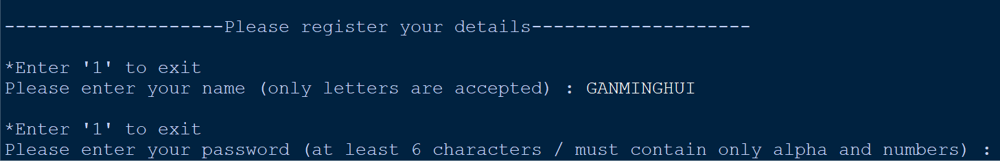 --------------------Please register your details--------------------
*Enter '1' to exit
Please enter your name (only letters are accepted) : GANMINGHUI
*Enter '1' to exit
Please enter your password (at least 6 characters / must contain only alpha and numbers) :